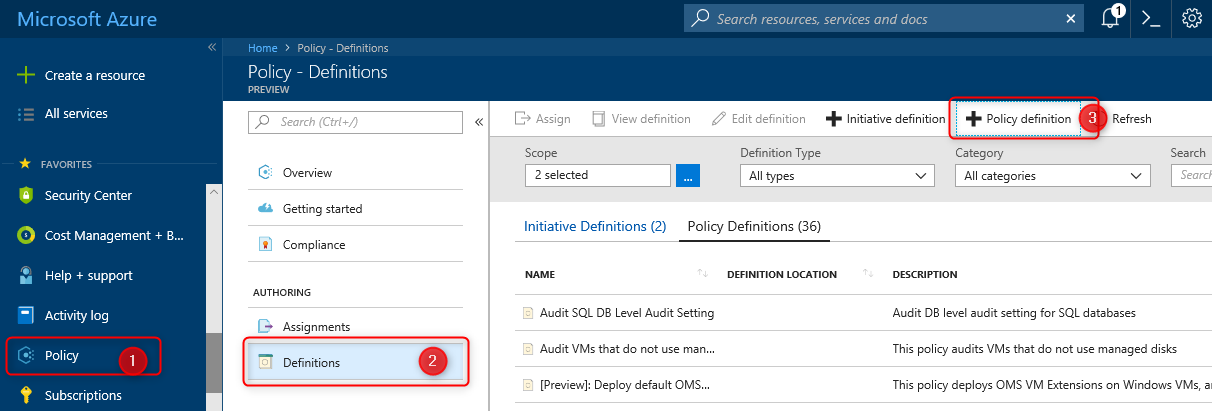 Microsoft Azure
Search resources, services and docs
1
Create a resource
All services
FAVORITES
Security Center
Cost Management + B...
Help + support
Activity log
Policy
1
Subscriptions
Home > Policy - Definitions
Policy - Definitions
PREVIEW
Search (Ctrl+/)
Overview
Getting started
Compliance
AUTHORING
Assignments
Definitions
2
Assign View definition Edit definition Initiative definition Policy definition 3 Refresh
Scope Definition Type Category Search
2 selected ... All types All categories Search
Initiative Definitions (2) Policy Definitions (36)
NAME DEFINITION LOCATION DESCRIPTION
Audit SQL DB Level Audit Setting Audit DB level audit setting for SQL databases
Audit VMs that do not use man... This policy audits VMs that do not use managed disks
[Preview]: Deploy default OMS... This policy deploys OMS VM Extensions on Windows VMs,